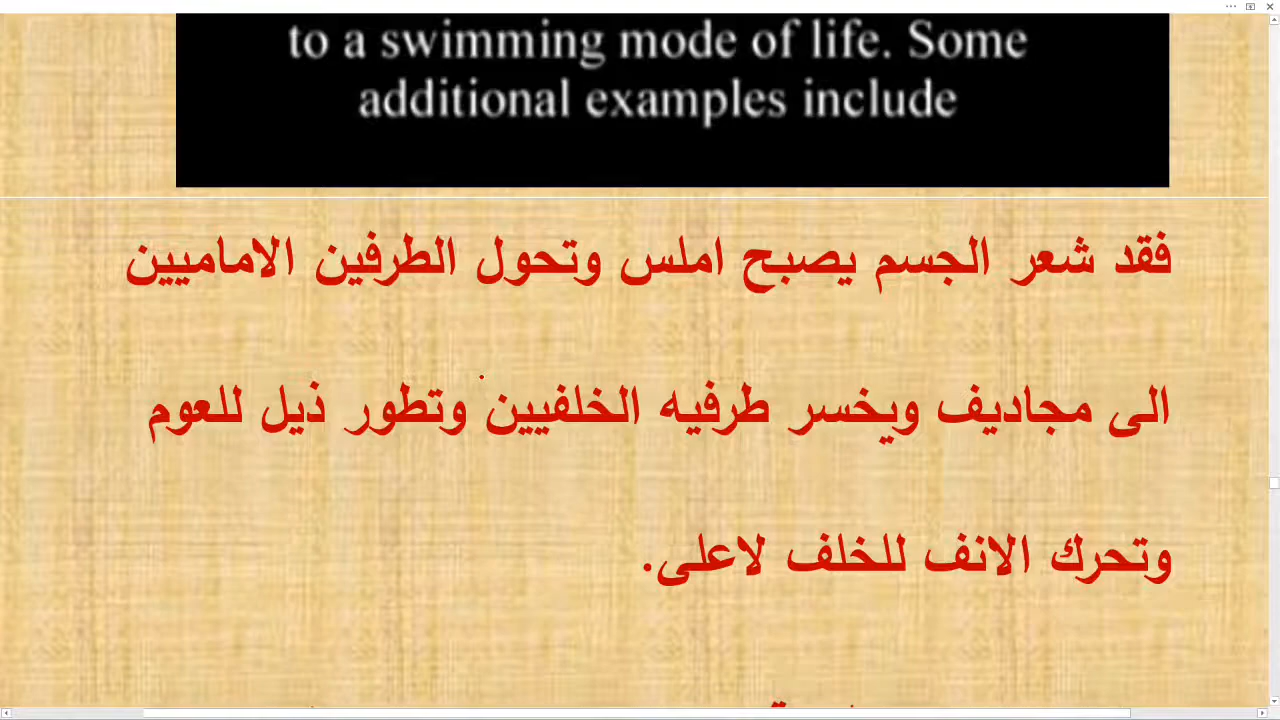 to a swimming mode of life. Some
additional examples include
فقد شعر الجسم يصبح املس وتحول الطرفين الاماميين
الى مجاديف ويخسر طرفيه الخلفيين وتطور ذيل للعوم
وتحرك الانف للخلف لاعلى.